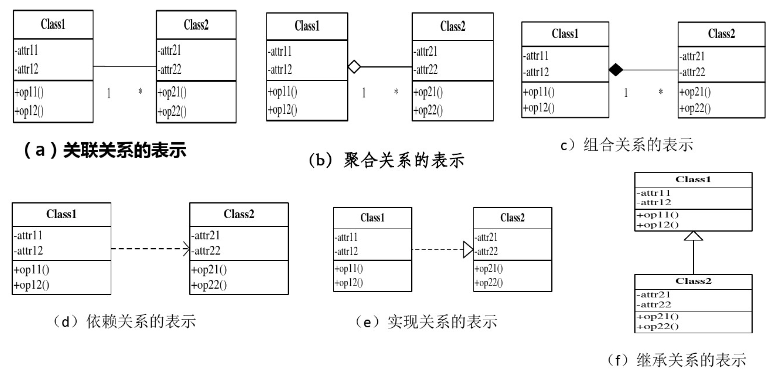 Class1
-attr11
-attr12
+op11()
+op12()
1
*
Class2
-attr21
-attr22
+op21()
+op22()
（a）关联关系的表示
Class1
-attr11
-attr12
+op11()
+op12()
1
*
Class2
-attr21
-attr22
+op21()
+op22()
（b）聚合关系的表示
Class1
-attr11
-attr12
+op11()
+op12()
1
*
Class2
-attr21
-attr22
+op21()
+op22()
c）组合关系的表示
Class1
-attr11
-attr12
+op11()
+op12()
Class2
-attr21
-attr22
+op21()
+op22()
（d）依赖关系的表示
Class1
-attr11
-attr12
+op11()
+op12()
Class2
-attr21
-attr22
+op21()
+op22()
（e）实现关系的表示
Class1
-attr11
-attr12
+op11()
+op12()
Class2
-attr21
-attr22
+op21()
+op22()
（f）继承关系的表示